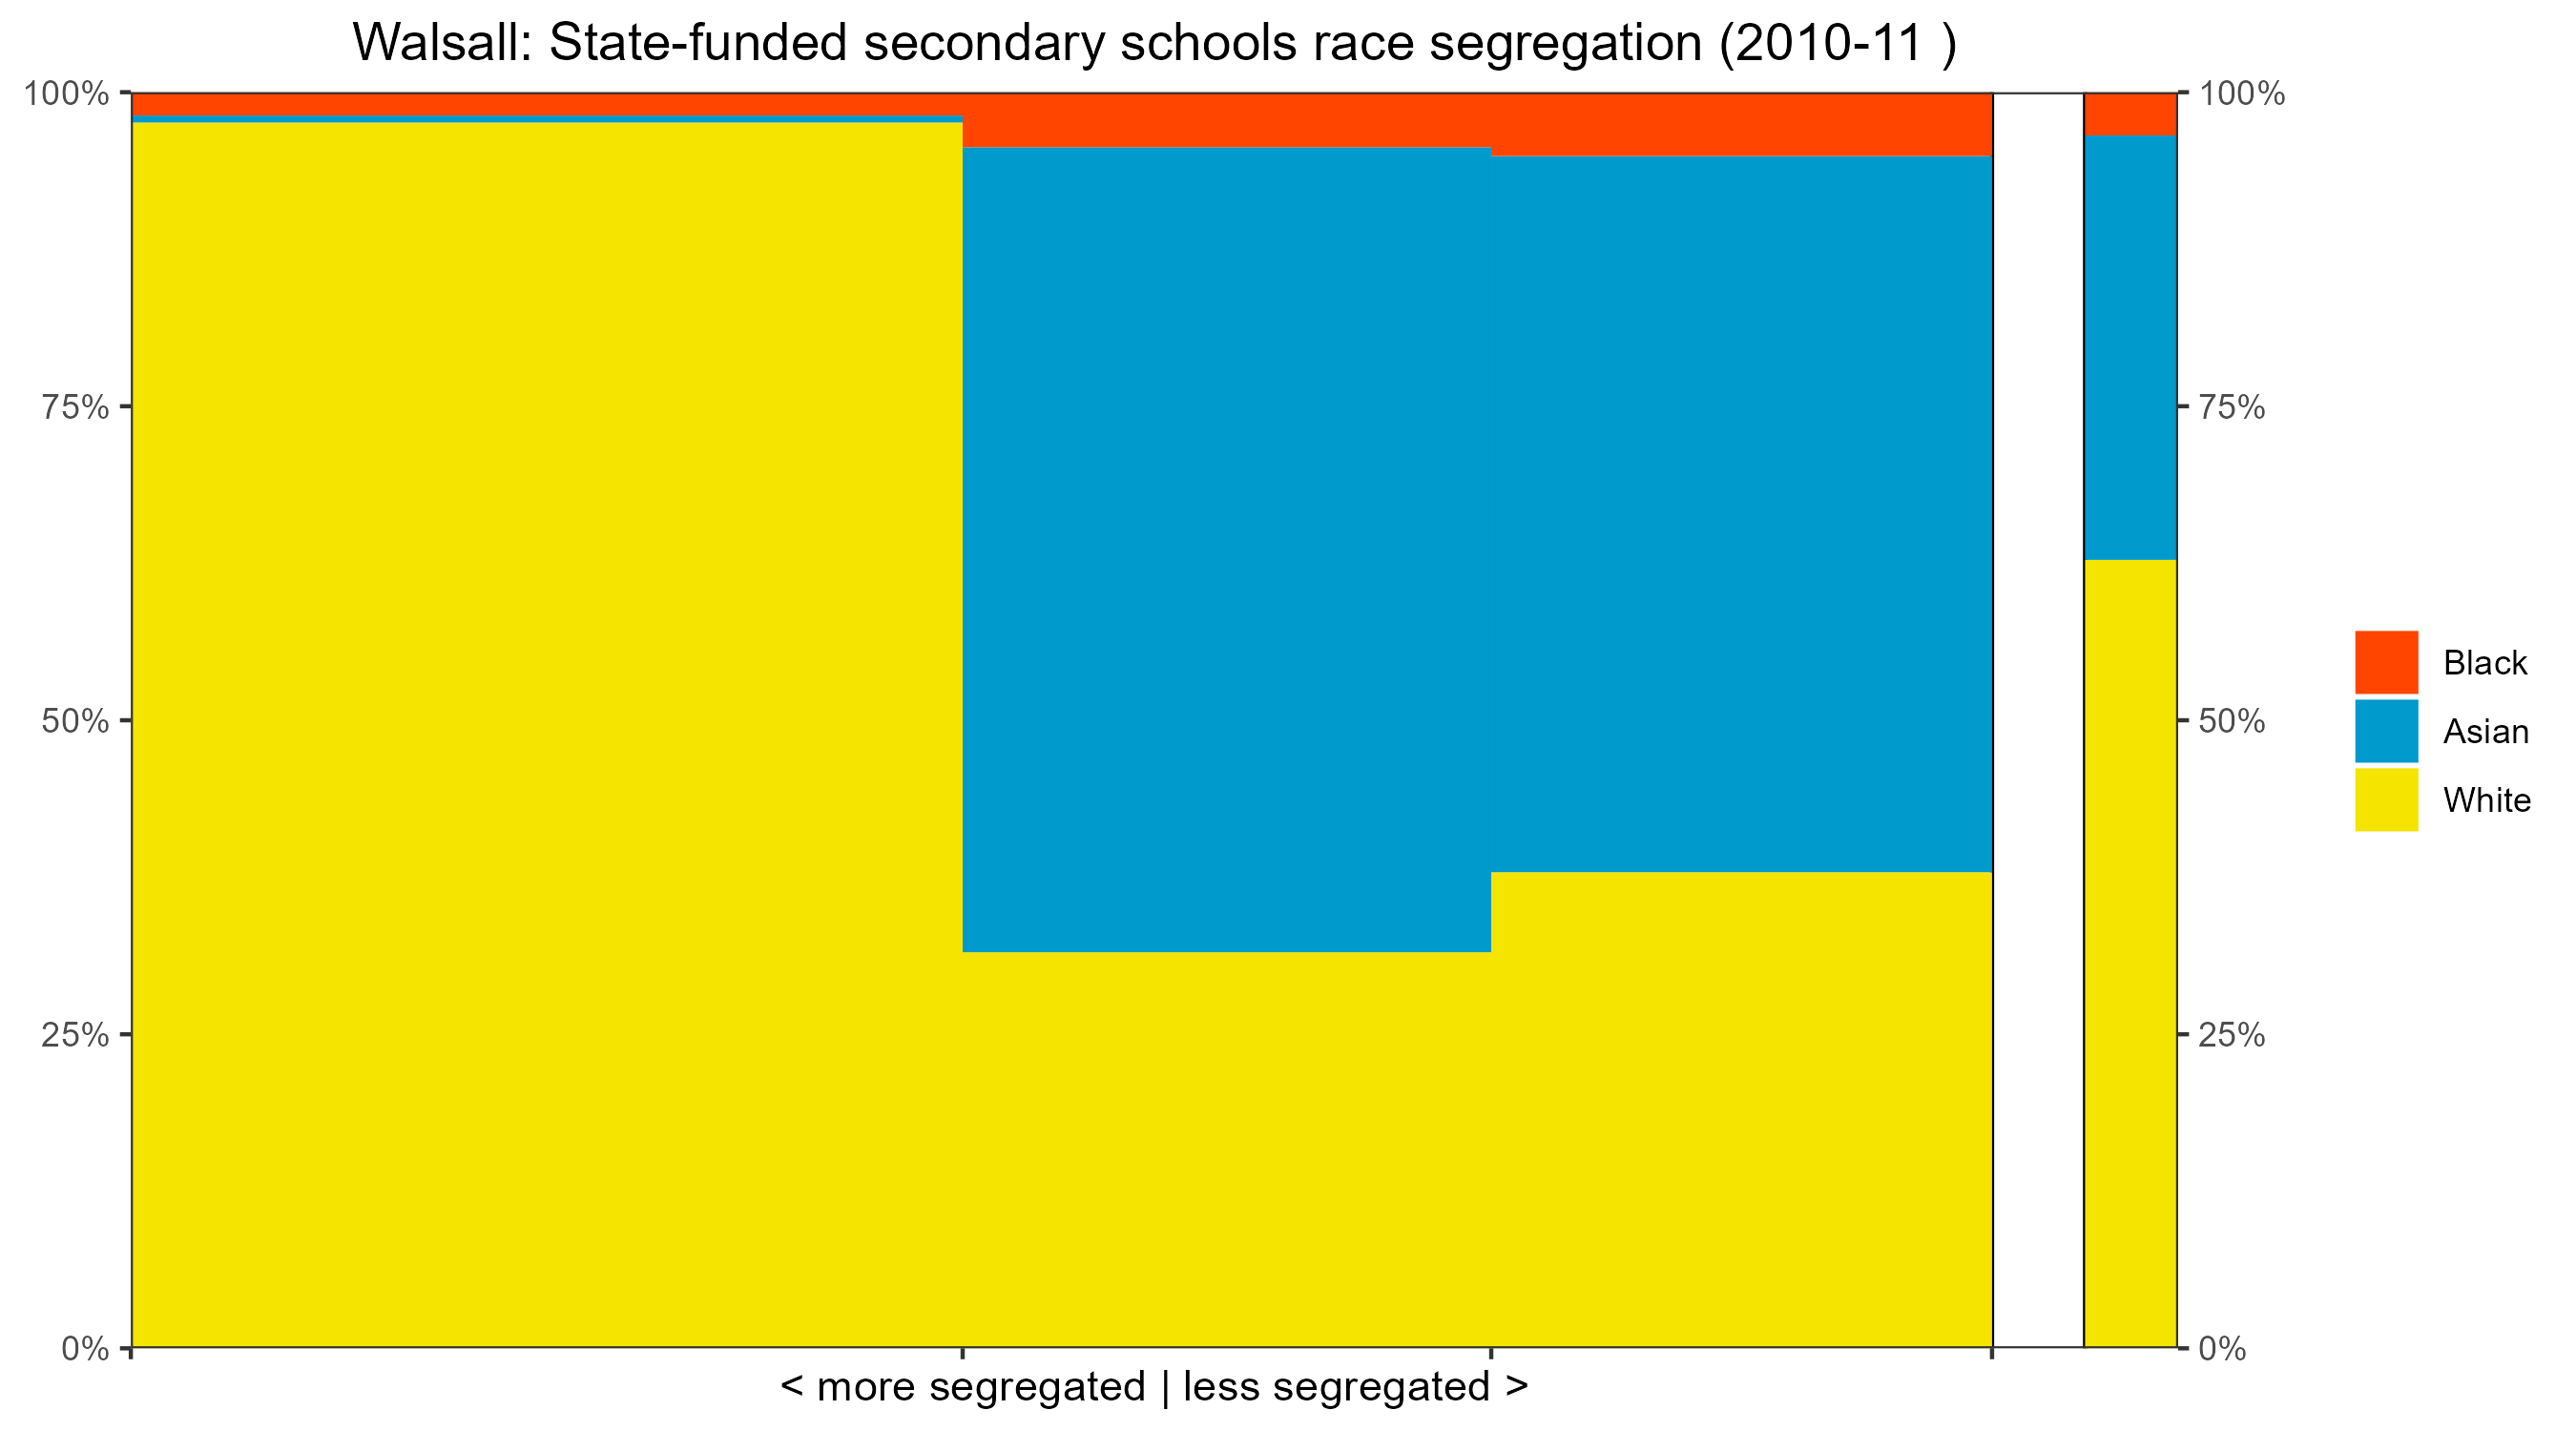 Walsall: State-funded secondary schools race segregation (2010-11 )
100%
75%
50%
25%
0%
100%
75%
50%
25%
0%
Black
Asian
White
< more segregated | less segregated >